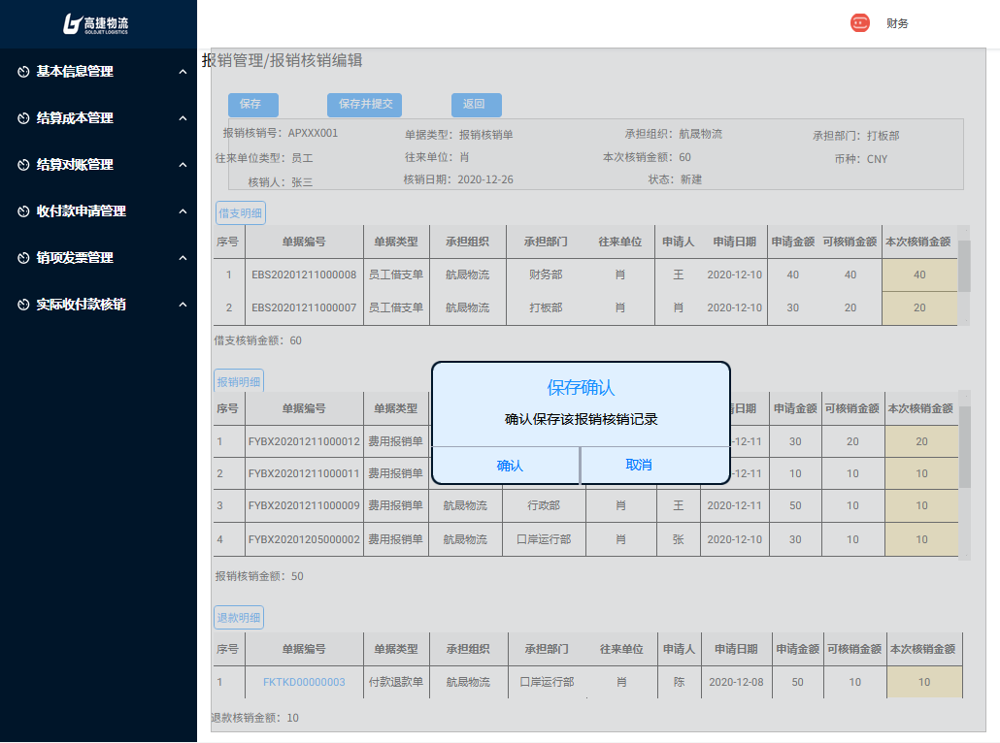 高捷物流
GOLDJET LOGISTICS
财务
基本信息管理
结算成本管理
结算对账管理
收付款申请管理
销项发票管理
实际收付款核销
报销管理/报销核销编辑
保存 保存并提交 返回
报销核销号：APXXX001 单据类型：报销核销单 承担组织：航晟物流 承担部门：打板部
往来单位类型：员工 往来单位：肖 本次核销金额：60 币种：CNY
核销人：张三 核销日期：2020-12-26 状态：新建
借支明细
序号 单据编号 单据类型 承担组织 承担部门 往来单位 申请人 申请日期 申请金额 可核销金额 本次核销金额
1 EBS20201211000008 员工借支单 航晟物流 财务部 肖 王 2020-12-10 40 40 40
2 EBS20201211000007 员工借支单 航晟物流 打板部 肖 肖 2020-12-10 30 20 20
借支核销金额：60
报销明细
序号 单据编号 单据类型 日期 申请金额 可核销金额 本次核销金额
1 FYBX20201211000012 费用报销单 -12-11 30 20 20
2 FYBX20201211000011 费用报销单 -12-11 10 10 10
3 FYBX20201211000009 费用报销单 航晟物流 行政部 肖 王 2020-12-11 50 10 10
4 FYBX20201205000002 费用报销单 航晟物流 口岸运行部 肖 张 2020-12-10 30 10 10
报销核销金额：50
保存确认
确认保存该报销核销记录
确认 取消
退款明细
序号 单据编号 单据类型 承担组织 承担部门 往来单位 申请人 申请日期 申请金额 可核销金额 本次核销金额
1 FKTKD00000003 付款退款单 航晟物流 口岸运行部 肖 陈 2020-12-08 50 10 10
退款核销金额：10